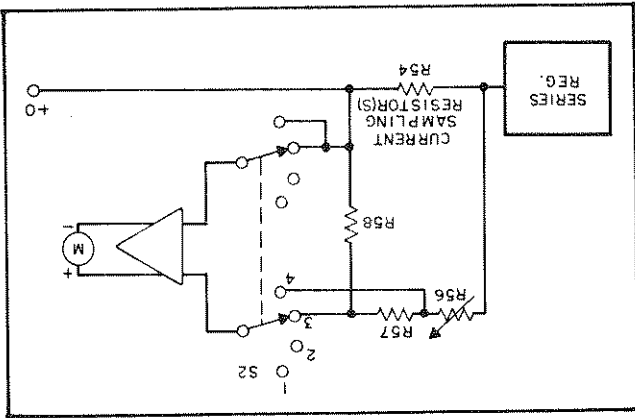 1
S2
2
R56
R57
3
4
R58
+
M
-
CURRENT
SAMPLING
RESISTOR(S)
SERIES
REG.
R54
O+